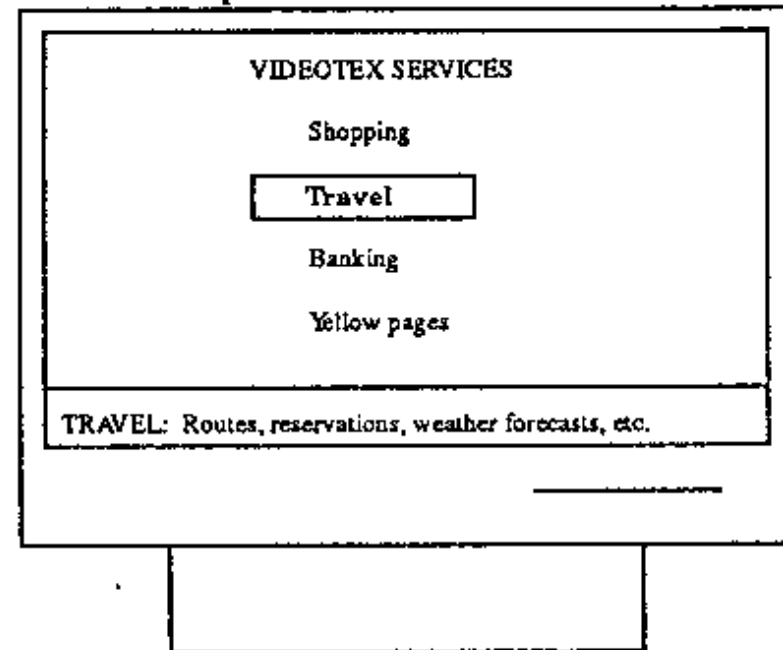 VIDEOTEX SERVICES
Shopping
Travel
Banking
Yellow pages
TRAVEL: Routes, reservations, weather forecasts, etc.